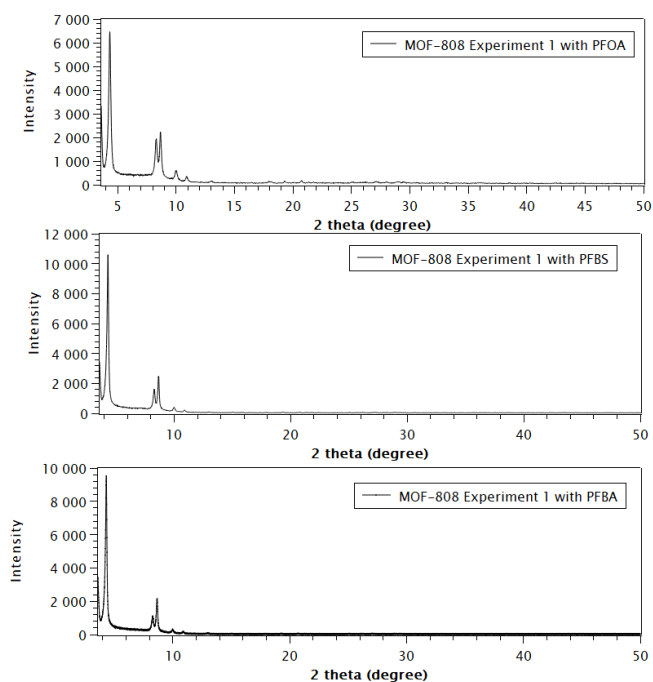 7 000
6 000
5 000
4 000
3 000
2 000
1 000
0
Intensity
MOF-808 Experiment 1 with PFOA
5 10 15 20 25 30 35 40 45 50
2 theta (degree)
12 000
10 000
8 000
6 000
4 000
2 000
0
Intensity
MOF-808 Experiment 1 with PFBS
10 20 30 40 50
2 theta (degree)
10 000
8 000
6 000
4 000
2 000
0
Intensity
MOF-808 Experiment 1 with PFBA
10 20 30 40 50
2 theta (degree)